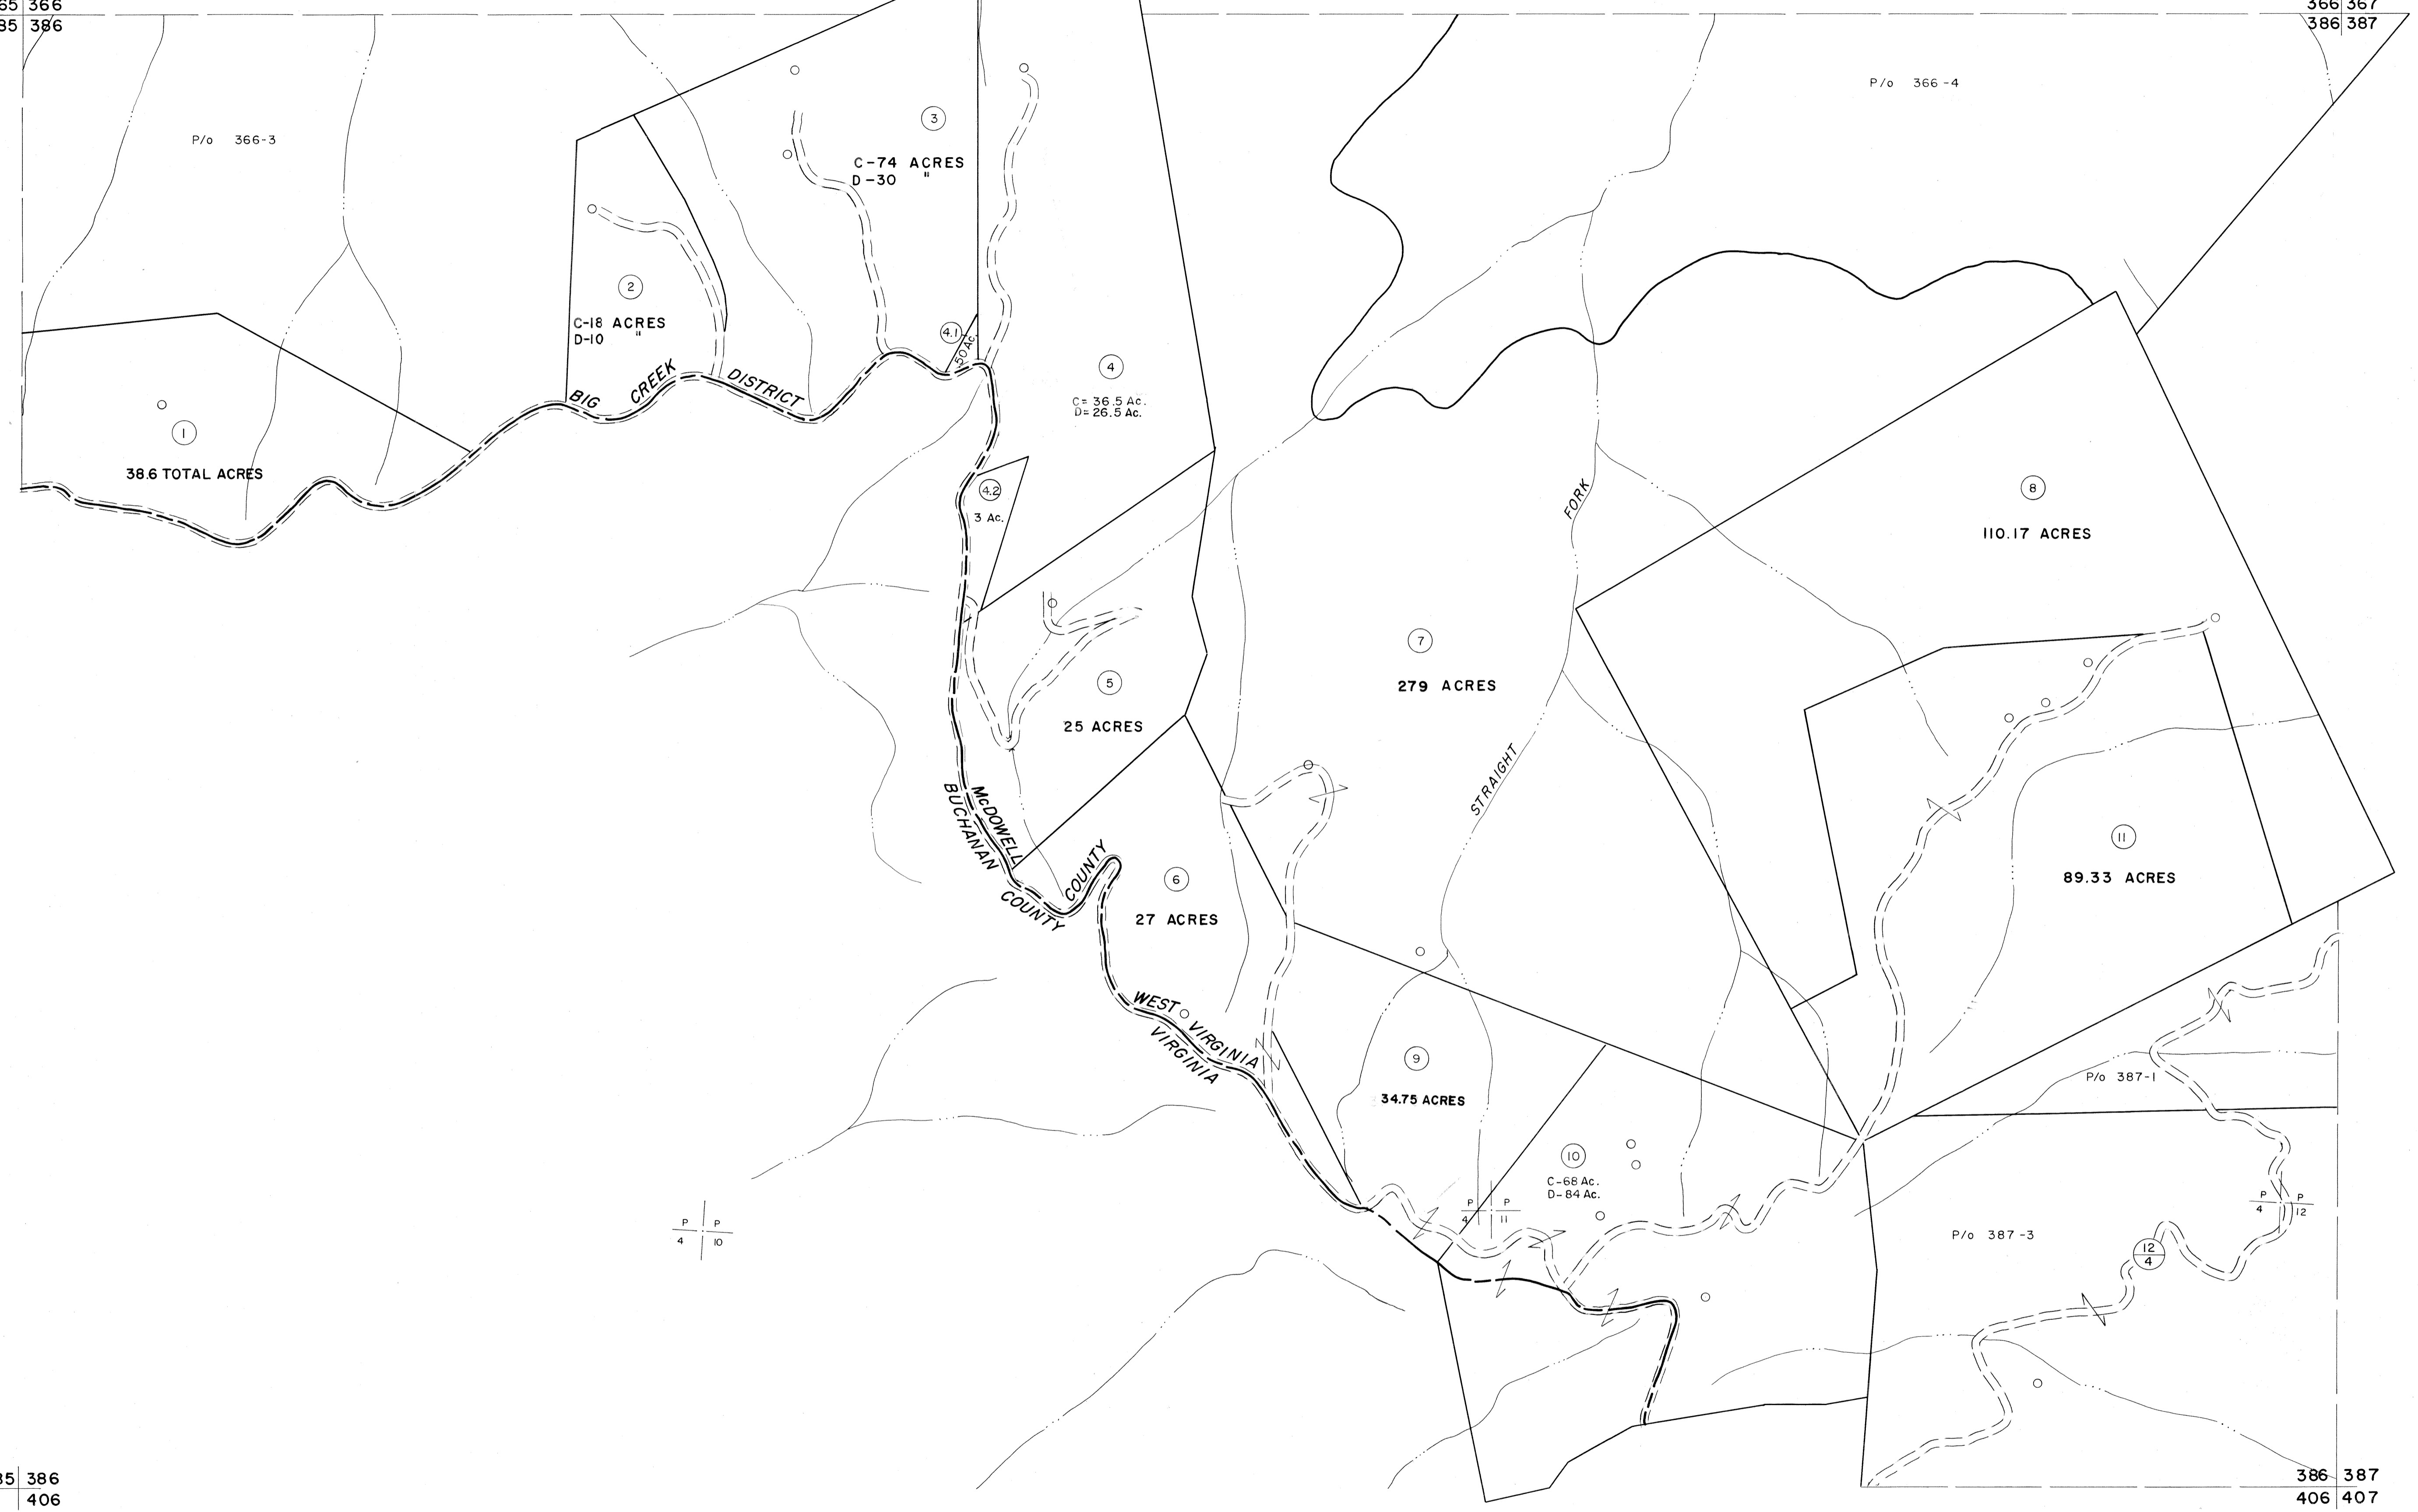 366
386
366 367
386 387
P/o 366-4
P/o 366-3
3
C-74 ACRES
D-30 "
2
C-18 ACRES
D-10 "
4.1
.50 Ac.
4
C= 36.5 Ac.
D= 26.5 Ac.
BIG CREEK DISTRICT
1
38.6 TOTAL ACRES
4.2
3 Ac.
8
110.17 ACRES
STRAIGHT FORK
7
279 ACRES
5
25 ACRES
McDOWELL COUNTY
BUCHANAN COUNTY
11
89.33 ACRES
6
27 ACRES
WEST VIRGINIA
VIRGINIA
9
34.75 ACRES
P/o 387-1
10
C-68 Ac.
D-84 Ac.
P P
4 11
P P
4 12
P P
4 10
P/o 387-3
12
4
386
406
386 387
406 407